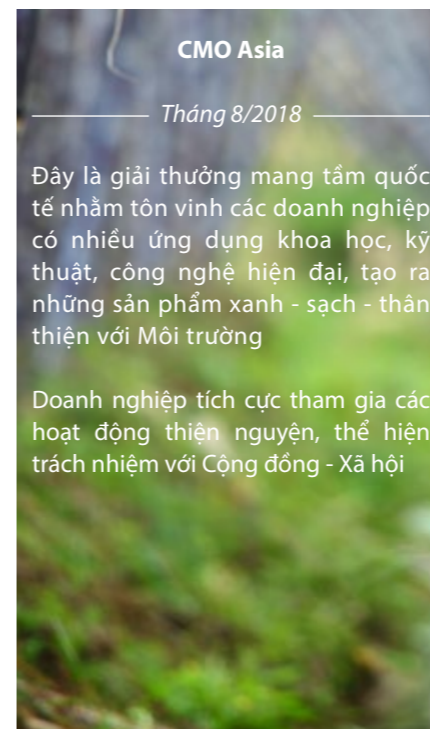 CMO Asia
Tháng 8/2018
Đây là giải thưởng mang tầm quốc
tế nhằm tôn vinh các doanh nghiệp
có nhiều ứng dụng khoa học, kỹ
thuật, công nghệ hiện đại, tạo ra
những sản phẩm xanh - sạch - thân
thiện với Môi trường
Doanh nghiệp tích cực tham gia các
hoạt động thiện nguyện, thể hiện
trách nhiệm với Cộng đồng - Xã hội